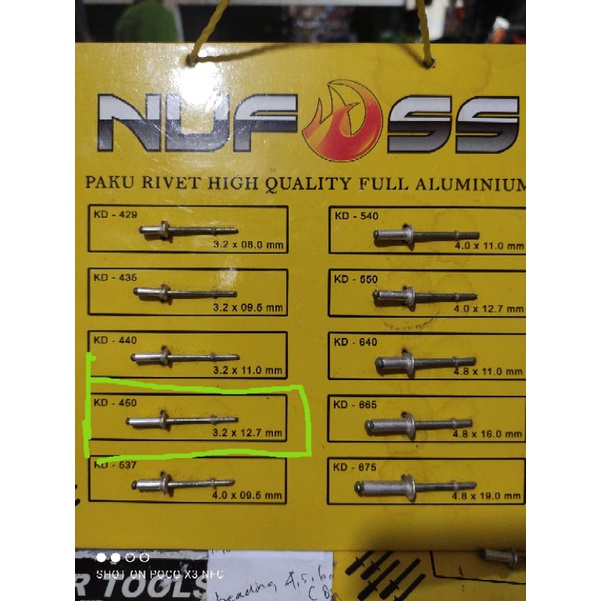 NUFOSS
PAKU RIVET HIGH QUALITY FULL ALUMINIUM
KD - 429
3.2 x 08.0 mm
KD - 435
3.2 x 09.5 mm
KD - 440
3.2 x 11.0 mm
KD - 450
3.2 x 12.7 mm
KD - 537
4.0 x 09.5 mm
KD - 540
4.0 x 11.0 mm
KD - 550
4.0 x 12.7 mm
KD - 640
4.8 x 11.0 mm
KD - 665
4.8 x 16.0 mm
KD - 675
4.8 x 19.0 mm
SHOT ON POCO X3 NFC
R TOOLS